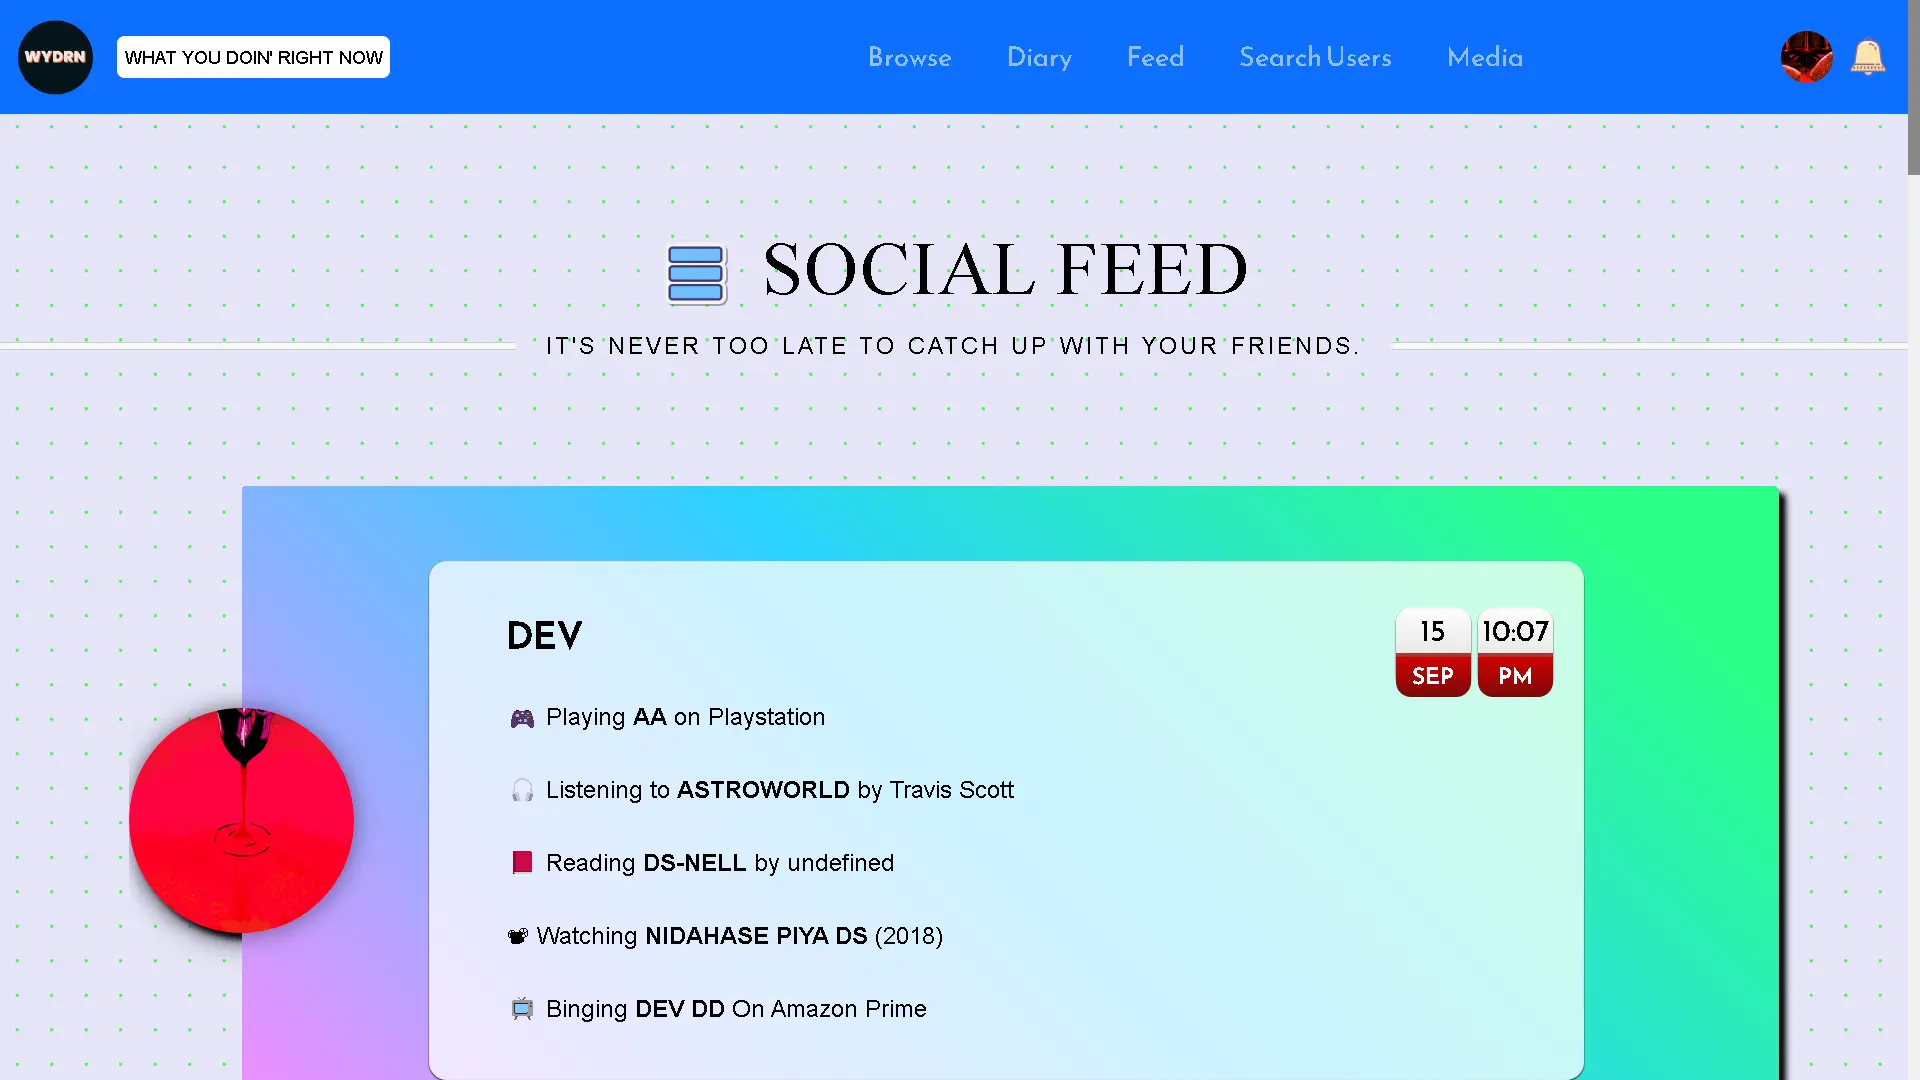 WYDRN
WHAT YOU DOIN' RIGHT NOW
Browse
Diary
Feed
Search Users
Media
SOCIAL FEED
IT'S NEVER TOO LATE TO CATCH UP WITH YOUR FRIENDS.
DEV
15
SEP
10:07
PM
Playing AA on Playstation
Listening to ASTROWORLD by Travis Scott
Reading DS-NELL by undefined
Watching NIDAHASE PIYA DS (2018)
Binging DEV DD On Amazon Prime